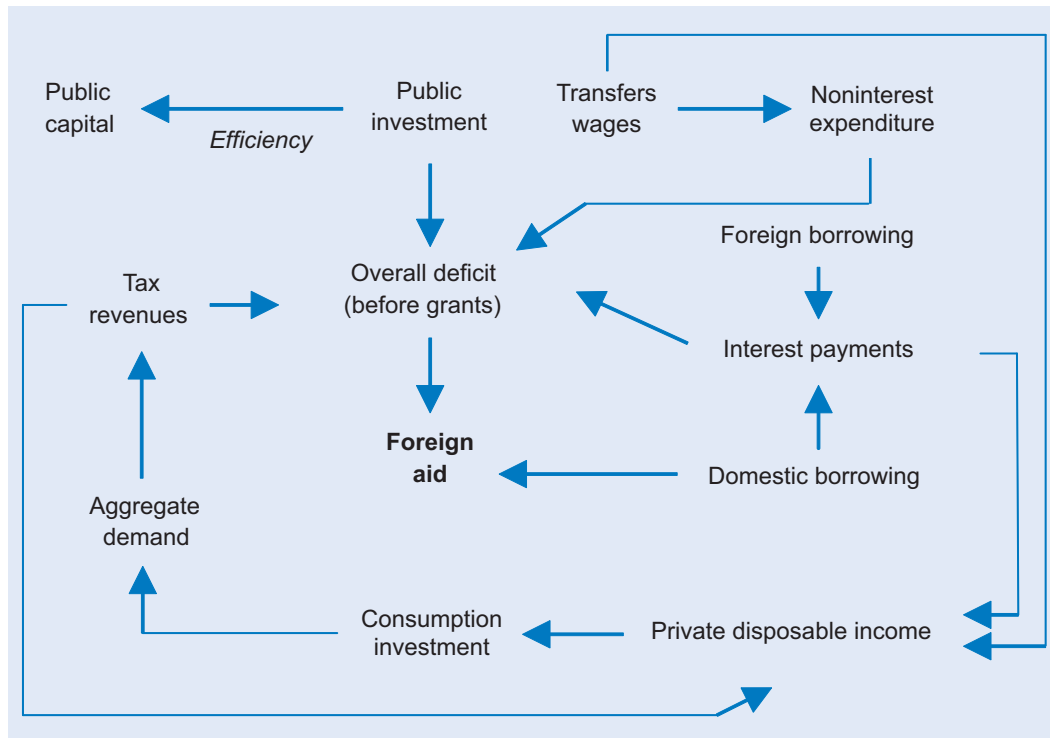 Public
capital
Efficiency
Public
investment
Transfers
wages
Noninterest
expenditure
Foreign borrowing
Tax
revenues
Overall deficit
(before grants)
Interest payments
Foreign
aid
Domestic borrowing
Aggregate
demand
Consumption
investment
Private disposable income